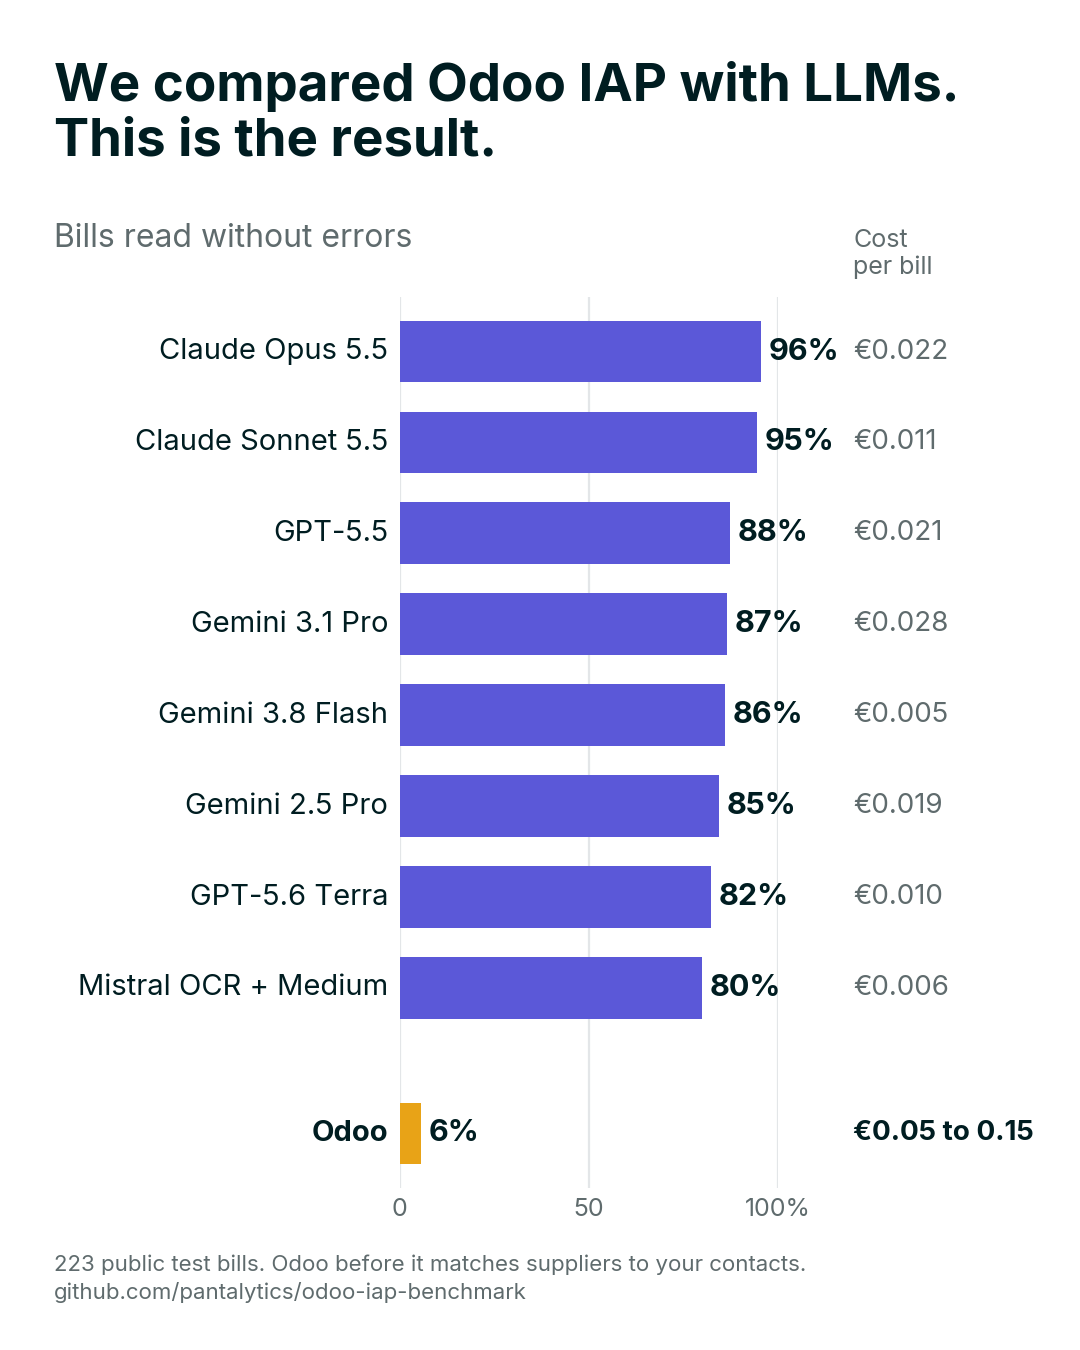 We compared Odoo IAP with LLMs.
This is the result.
Bills read without errors
Cost
per bill
Claude Opus 5.5 96% €0.022
Claude Sonnet 5.5 95% €0.011
GPT-5.5 88% €0.021
Gemini 3.1 Pro 87% €0.028
Gemini 3.8 Flash 86% €0.005
Gemini 2.5 Pro 85% €0.019
GPT-5.6 Terra 82% €0.010
Mistral OCR + Medium 80% €0.006
Odoo 6% €0.05 to 0.15
0 50 100%
223 public test bills. Odoo before it matches suppliers to your contacts.
github.com/pantalytics/odoo-iap-benchmark